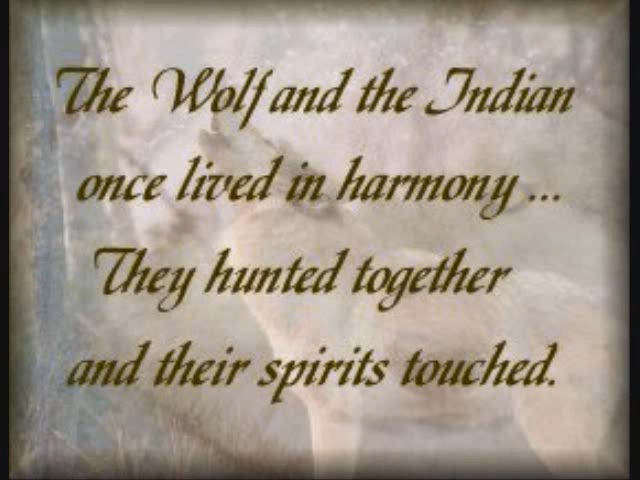 The Wolf and the Indian
once lived in harmony ...
They hunted together
and their spirits touched.